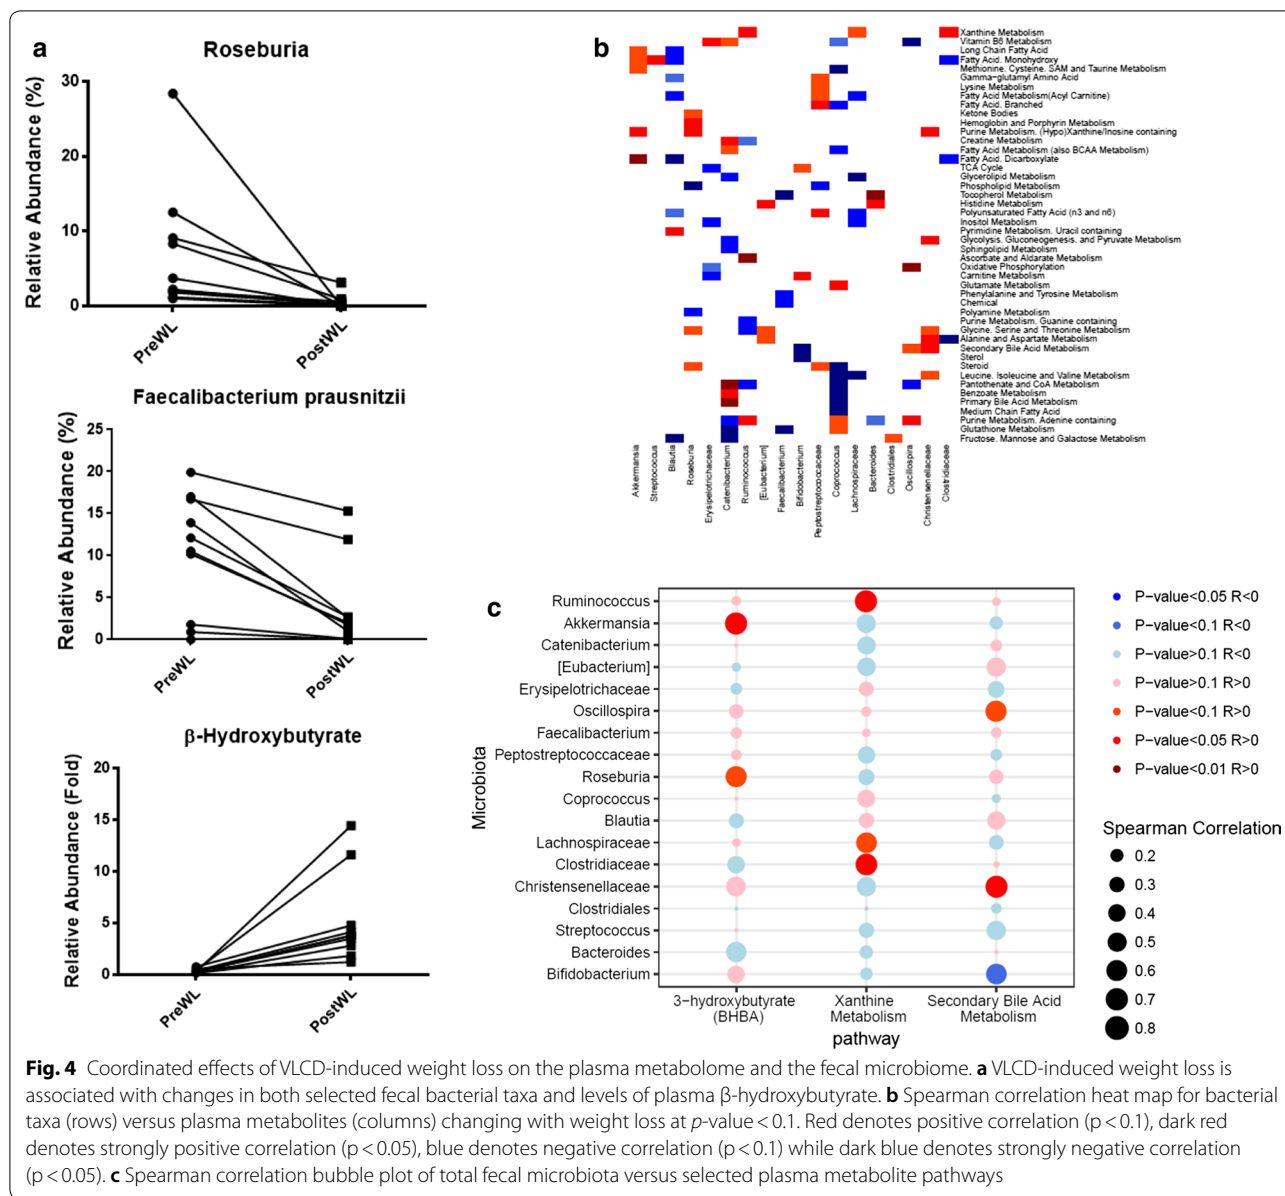 a
Roseburia
Relative Abundance (%)
30
20
10
0
PreWL
PostWL
Faecalibacterium prausnitzii
Relative Abundance (%)
25
20
15
10
5
0
PreWL
PostWL
β-Hydroxybutyrate
Relative Abundance (Fold)
20
15
10
5
0
PreWL
PostWL
b
Xanthine Metabolism
Vitamin B6 Metabolism
Long Chain Fatty Acid
Fatty Acid. Monohydroxy
Methionine. Cysteine. SAM and Taurine Metabolism
Gamma-glutamyl Amino Acid
Lysine Metabolism
Fatty Acid Metabolism(Acyl Carnitine)
Fatty Acid. Branched
Ketone Bodies
Hemoglobin and Porphyrin Metabolism
Purine Metabolism. (Hypo)Xanthine/Inosine containing
Creatine Metabolism
Fatty Acid Metabolism (also BCAA Metabolism)
Fatty Acid. Dicarboxylate
TCA Cycle
Glycerolipid Metabolism
Phospholipid Metabolism
Tocopherol Metabolism
Histidine Metabolism
Polyunsaturated Fatty Acid (n3 and n6)
Inositol Metabolism
Pyrimidine Metabolism. Uracil containing
Glycolysis. Gluconeogenesis. and Pyruvate Metabolism
Sphingolipid Metabolism
Ascorbate and Aldarate Metabolism
Oxidative Phosphorylation
Carnitine Metabolism
Glutamate Metabolism
Phenylalanine and Tyrosine Metabolism
Chemical
Polyamine Metabolism
Purine Metabolism. Guanine containing
Glycine. Serine and Threonine Metabolism
Alanine and Aspartate Metabolism
Secondary Bile Acid Metabolism
Sterol
Steroid
Leucine. Isoleucine and Valine Metabolism
Pantothenate and CoA Metabolism
Benzoate Metabolism
Primary Bile Acid Metabolism
Medium Chain Fatty Acid
Purine Metabolism. Adenine containing
Glutathione Metabolism
Fructose. Mannose and Galactose Metabolism
Akkermansia
Streptococcus
Blautia
Roseburia
Erysipelotrichaceae
Catenibacterium
Ruminococcus
[Eubacterium]
Faecalibacterium
Bifidobacterium
Peptostreptococcaceae
Coprococcus
Lachnospiraceae
Bacteroides
Clostridiales
Oscillospira
Christensenellaceae
Clostridiaceae
c
Microbiota
Ruminococcus
Akkermansia
Catenibacterium
[Eubacterium]
Erysipelotrichaceae
Oscillospira
Faecalibacterium
Peptostreptococcaceae
Roseburia
Coprococcus
Blautia
Lachnospiraceae
Clostridiaceae
Christensenellaceae
Clostridiales
Streptococcus
Bacteroides
Bifidobacterium
3-hydroxybutyrate
(BHBA)
Xanthine
Metabolism
Secondary Bile Acid
Metabolism
pathway
P-value<0.05 R<0
P-value<0.1 R<0
P-value>0.1 R<0
P-value>0.1 R>0
P-value<0.1 R>0
P-value<0.05 R>0
P-value<0.01 R>0
Spearman Correlation
0.2
0.3
0.4
0.5
0.6
0.7
0.8
Fig. 4 Coordinated effects of VLCD-induced weight loss on the plasma metabolome and the fecal microbiome. a VLCD-induced weight loss is
associated with changes in both selected fecal bacterial taxa and levels of plasma β-hydroxybutyrate. b Spearman correlation heat map for bacterial
taxa (rows) versus plasma metabolites (columns) changing with weight loss at p-value < 0.1. Red denotes positive correlation (p < 0.1), dark red
denotes strongly positive correlation (p < 0.05), blue denotes negative correlation (p < 0.1) while dark blue denotes strongly negative correlation
(p < 0.05). c Spearman correlation bubble plot of total fecal microbiota versus selected plasma metabolite pathways